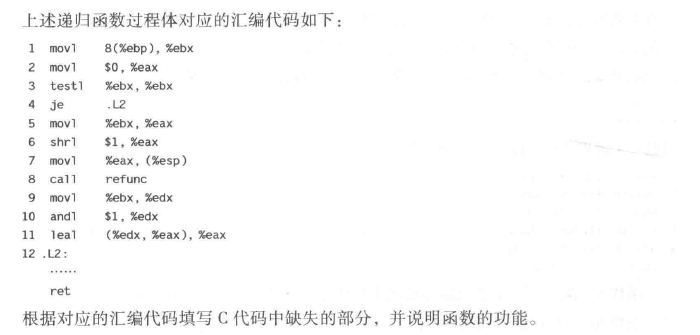 上述递归函数过程体对应的汇编代码如下：
1 movl 8(%ebp), %ebx
2 movl $0, %eax
3 testl %ebx, %ebx
4 je .L2
5 movl %ebx, %eax
6 shrl $1, %eax
7 movl %eax, (%esp)
8 call refunc
9 movl %ebx, %edx
10 andl $1, %edx
11 leal (%edx, %eax), %eax
12 .L2:
……
ret
根据对应的汇编代码填写 C 代码中缺失的部分，并说明函数的功能。